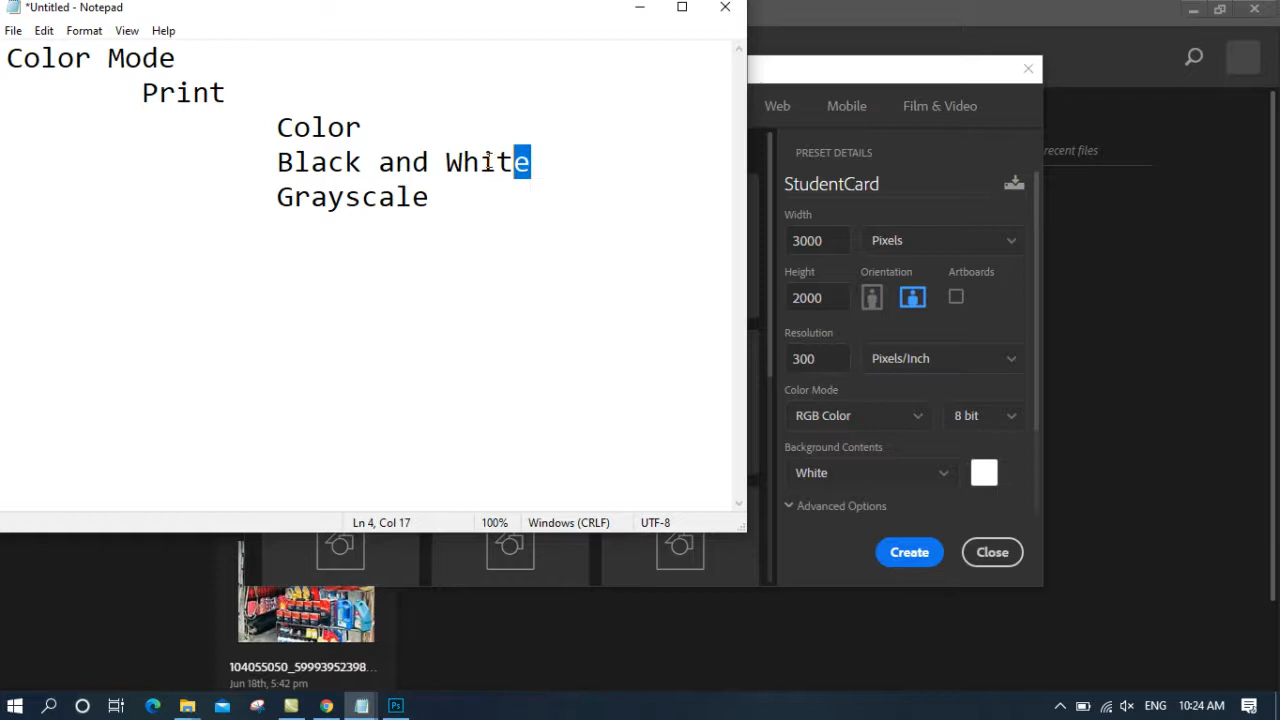 *Untitled - Notepad
File Edit Format View Help
Color Mode
Print
Color
Black and White
Grayscale
Ln 4, Col 17 100% Windows (CRLF) UTF-8
Web Mobile Film & Video
PRESET DETAILS
StudentCard
Width
3000 Pixels
Height Orientation Artboards
2000
Resolution
300 Pixels/Inch
Color Mode
RGB Color 8 bit
Background Contents
White
Advanced Options
Create Close
recent files
104055050_59993952398...
Jun 18th, 5:42 pm
Ps
ENG 10:24 AM